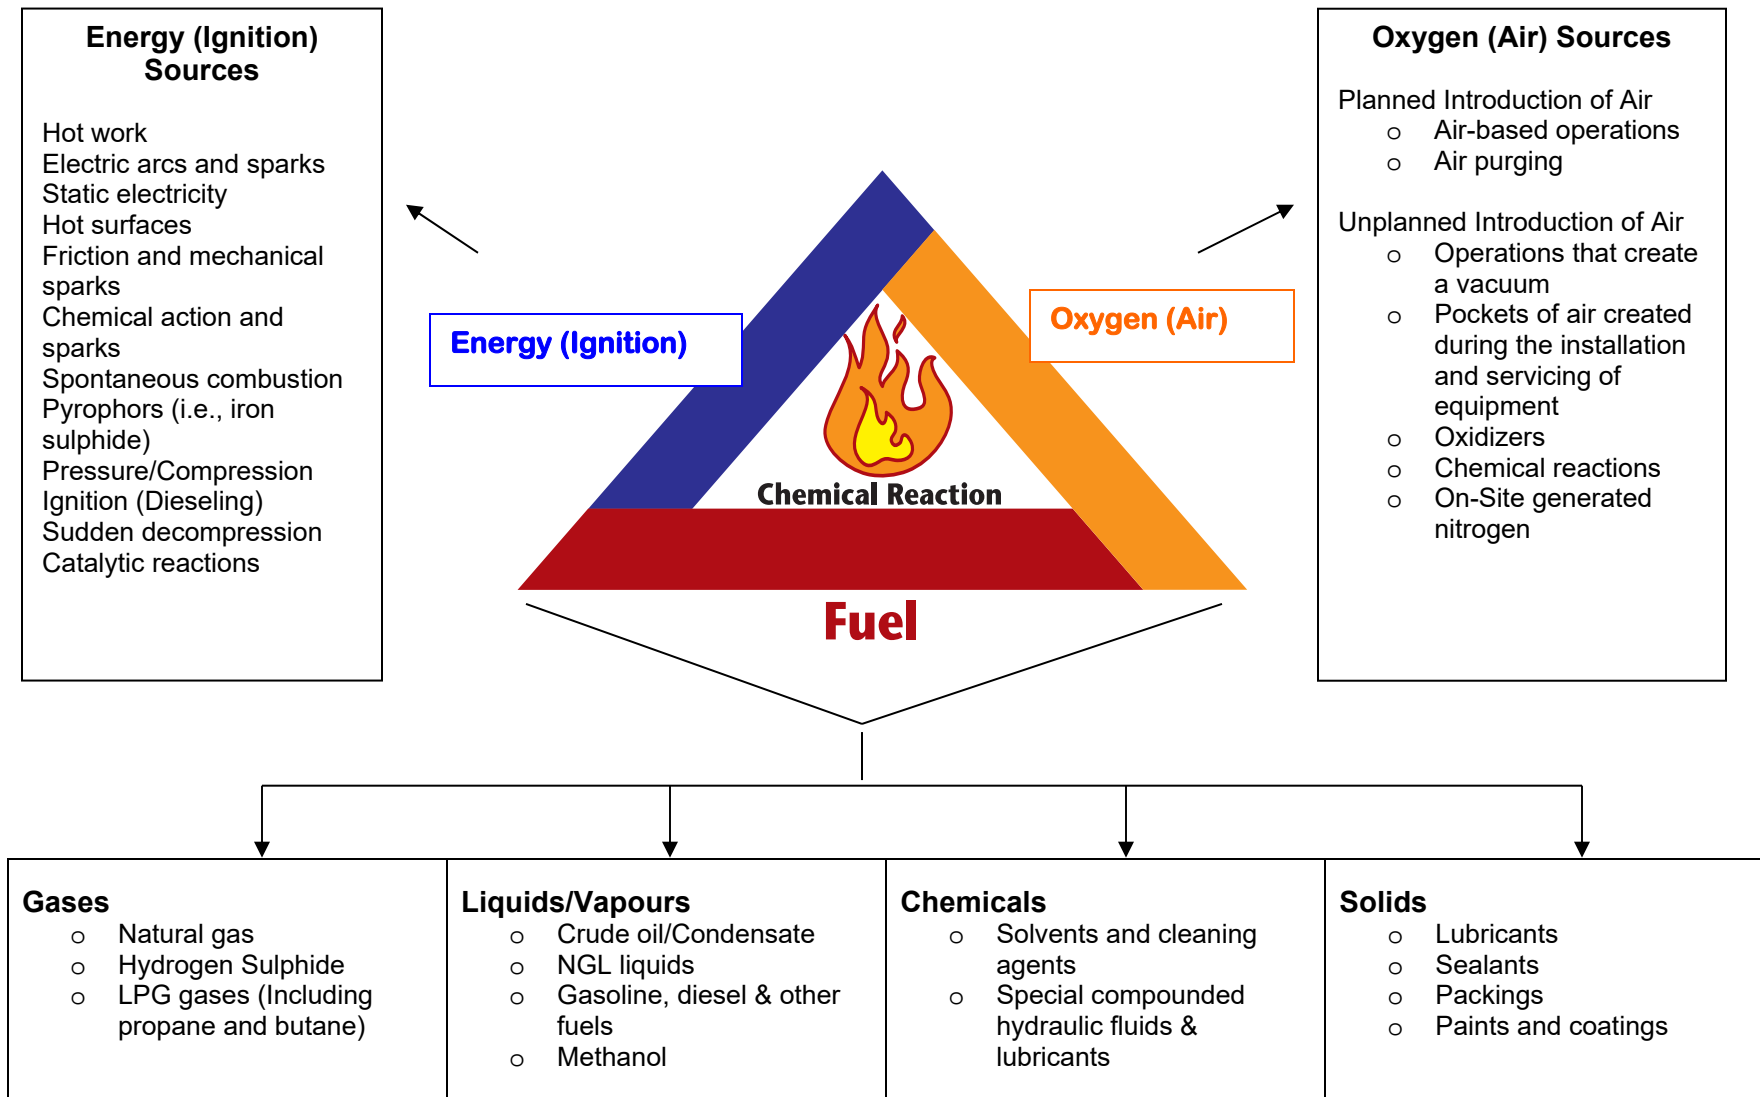 Energy (Ignition)
Sources
Hot work
Electric arcs and sparks
Static electricity
Hot surfaces
Friction and mechanical
sparks
Chemical action and
sparks
Spontaneous combustion
Pyrophors (i.e., iron
sulphide)
Pressure/Compression
Ignition (Dieseling)
Sudden decompression
Catalytic reactions
Energy (Ignition)
Oxygen (Air)
Chemical Reaction
Fuel
Oxygen (Air) Sources
Planned Introduction of Air
o Air-based operations
o Air purging
Unplanned Introduction of Air
o Operations that create
a vacuum
o Pockets of air created
during the installation
and servicing of
equipment
o Oxidizers
o Chemical reactions
o On-Site generated
nitrogen
Gases
o Natural gas
o Hydrogen Sulphide
o LPG gases (Including
propane and butane)
Liquids/Vapours
o Crude oil/Condensate
o NGL liquids
o Gasoline, diesel & other
fuels
o Methanol
Chemicals
o Solvents and cleaning
agents
o Special compounded
hydraulic fluids &
lubricants
Solids
o Lubricants
o Sealants
o Packings
o Paints and coatings